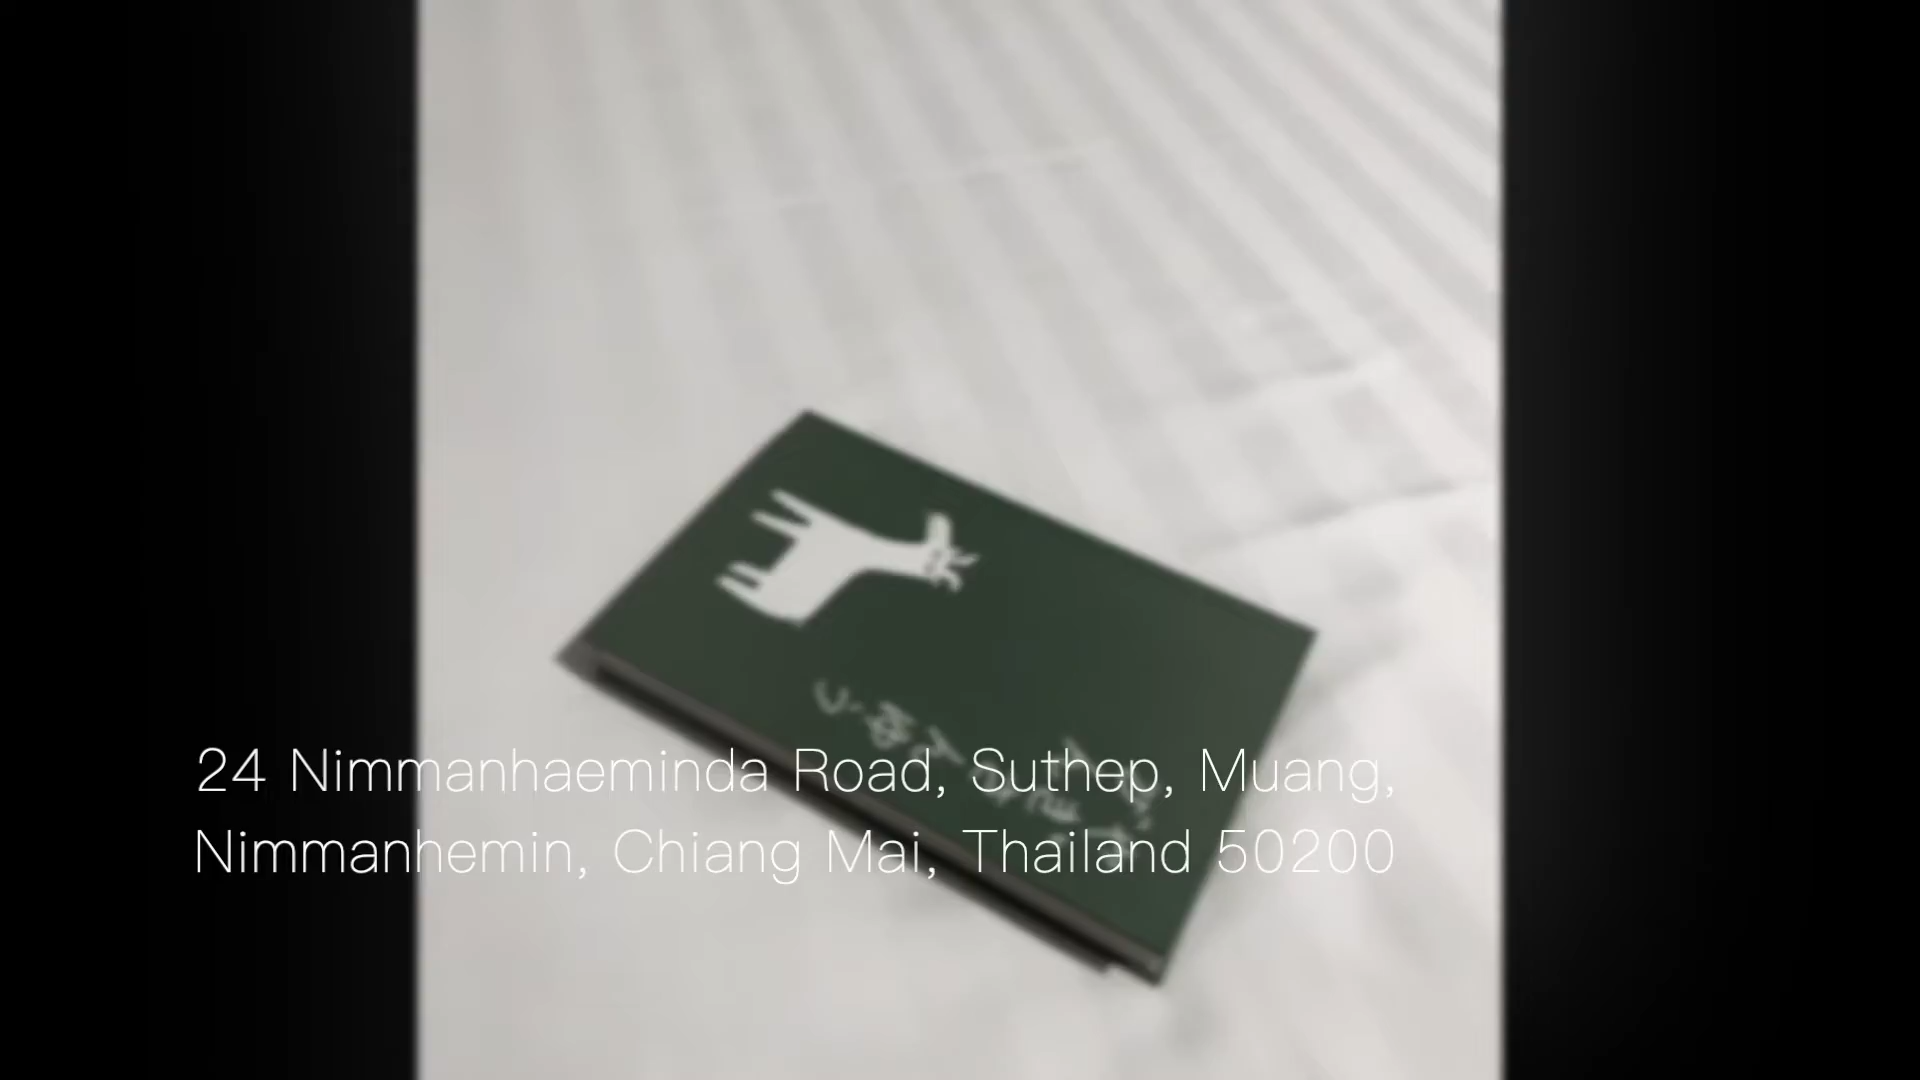 24 Nimmanhaeminda Road, Suthep, Muang,
Nimmanhemin, Chiang Mai, Thailand 50200